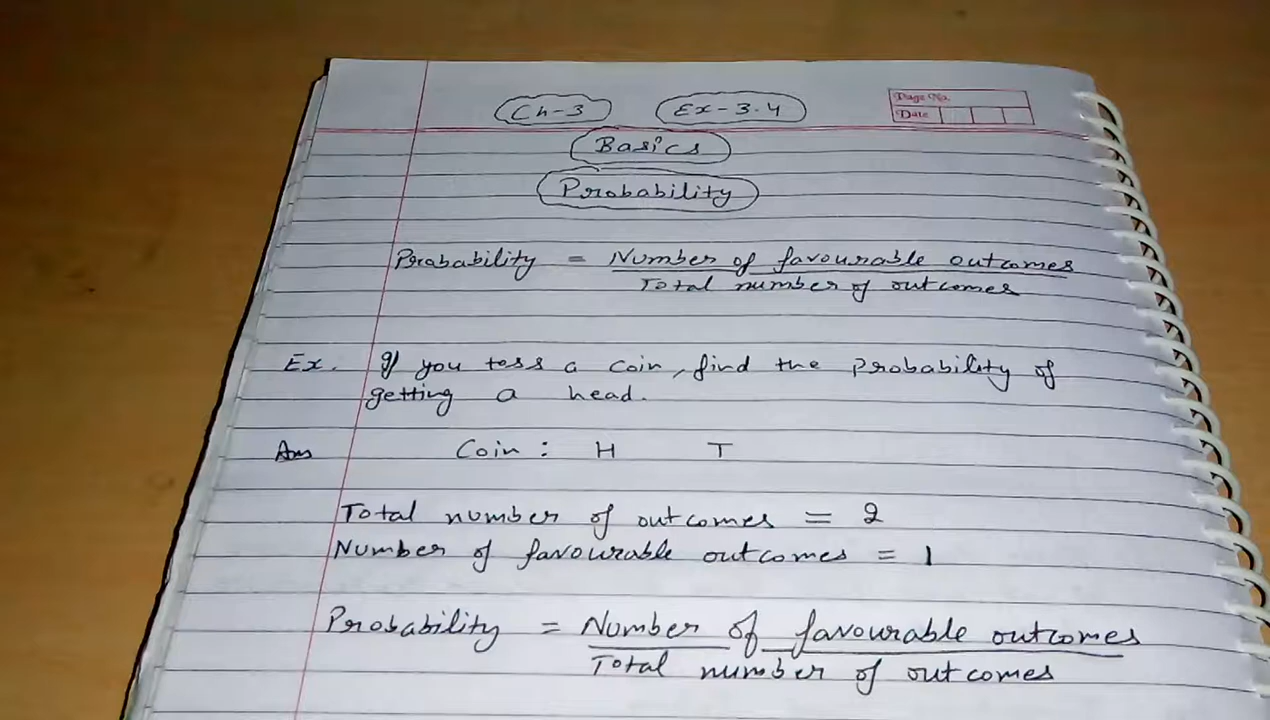 Ch-3 Ex-3.4
Page No.
Date
Basics
Probability
Probability = Number of favourable outcomes
Total number of outcomes
Ex. If you toss a coin, find the probability of
getting a head.
Ans Coin : H T
Total number of outcomes = 2
Number of favourable outcomes = 1
Probability = Number of favourable outcomes
Total number of outcomes